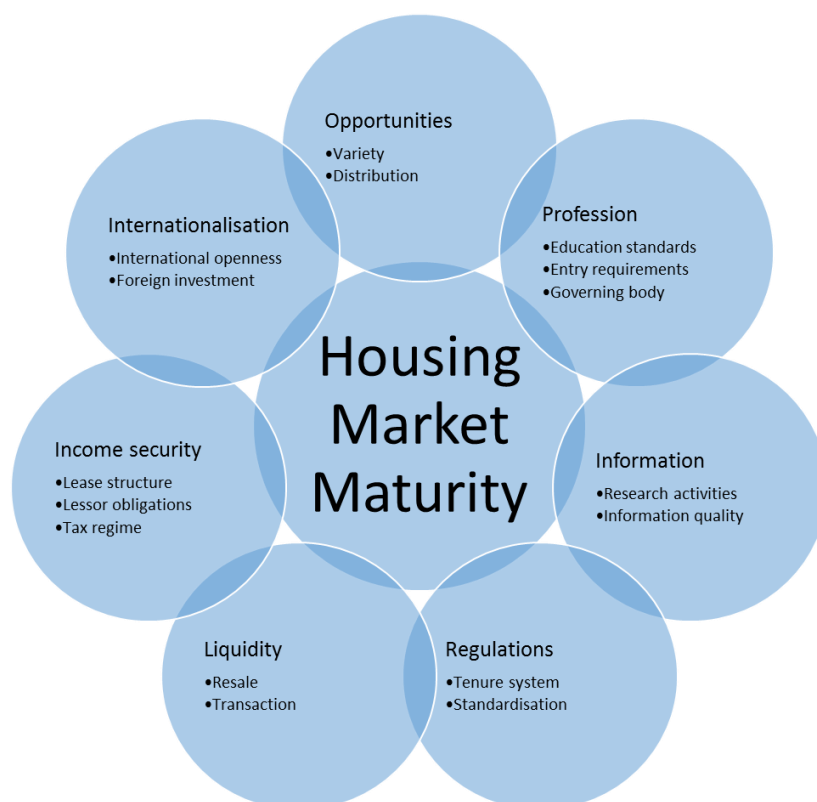 Opportunities
•Variety
•Distribution
Profession
•Education standards
•Entry requirements
•Governing body
Information
•Research activities
•Information quality
Regulations
•Tenure system
•Standardisation
Liquidity
•Resale
•Transaction
Income security
•Lease structure
•Lessor obligations
•Tax regime
Internationalisation
•International openness
•Foreign investment
Housing
Market
Maturity